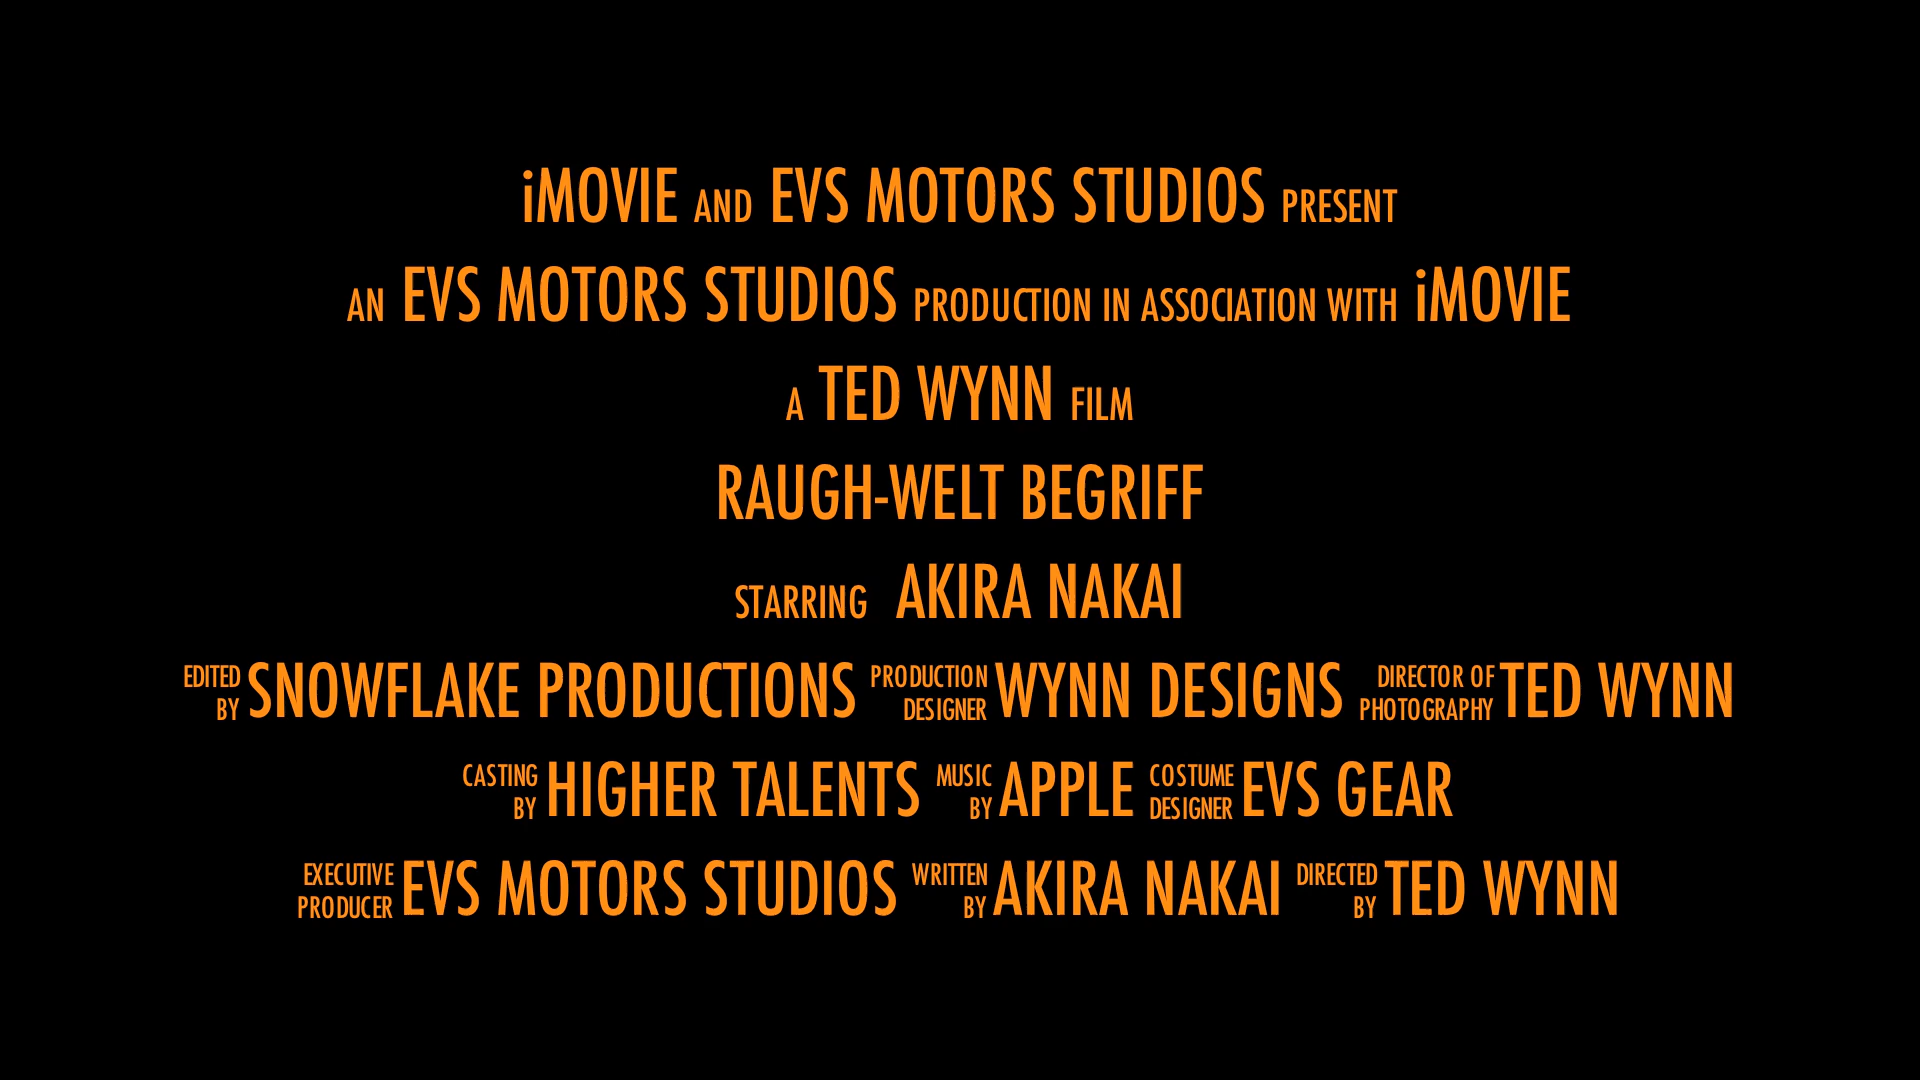 iMOVIE AND EVS MOTORS STUDIOS PRESENT
AN EVS MOTORS STUDIOS PRODUCTION IN ASSOCIATION WITH iMOVIE
A TED WYNN FILM
RAUGH-WELT BEGRIFF
STARRING AKIRA NAKAI
EDITED BY SNOWFLAKE PRODUCTIONS PRODUCTION DESIGNER WYNN DESIGNS DIRECTOR OF PHOTOGRAPHY TED WYNN
CASTING BY HIGHER TALENTS MUSIC BY APPLE COSTUME DESIGNER EVS GEAR
EXECUTIVE PRODUCER EVS MOTORS STUDIOS WRITTEN BY AKIRA NAKAI DIRECTED BY TED WYNN